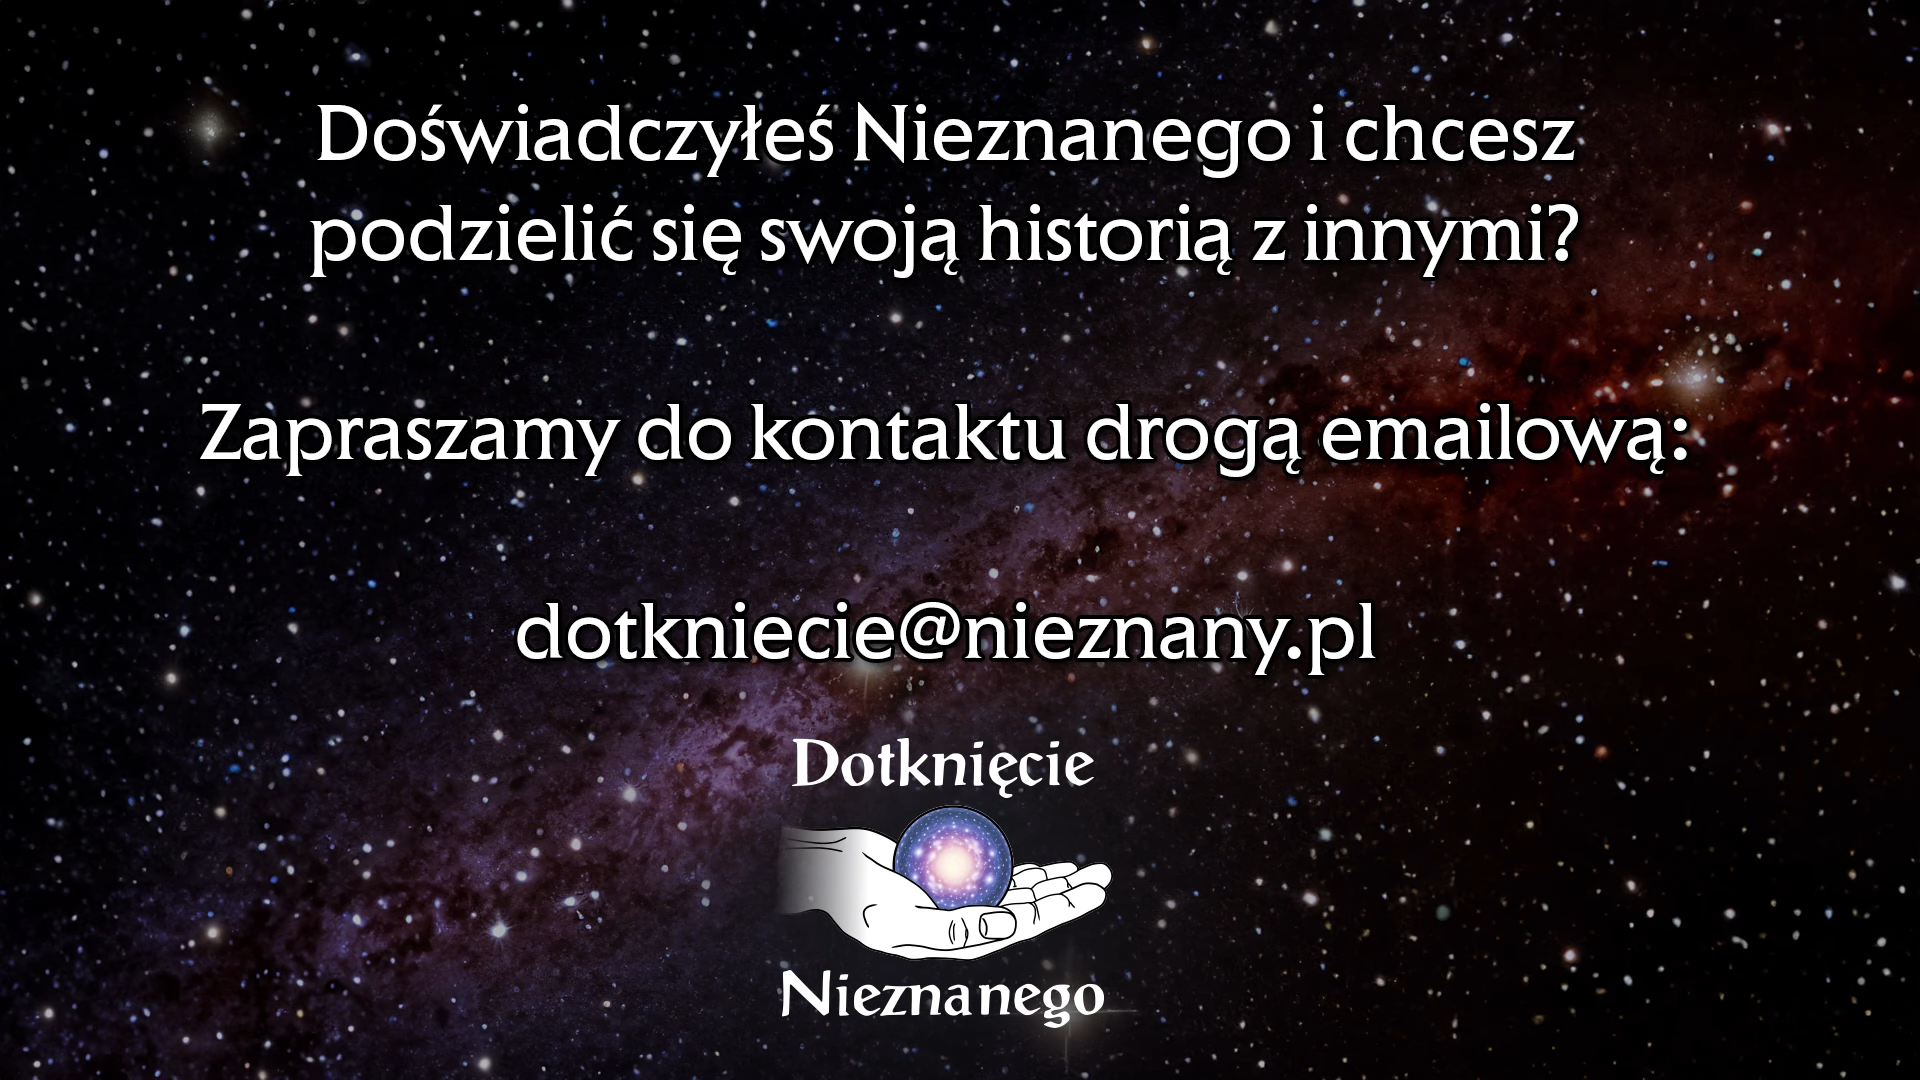 Doświadczyłeś Nieznanego i chcesz
podzielić się swoją historią z innymi?
Zapraszamy do kontaktu drogą emailową:
dotkniecie@nieznany.pl
Dotknięcie
Nieznanego